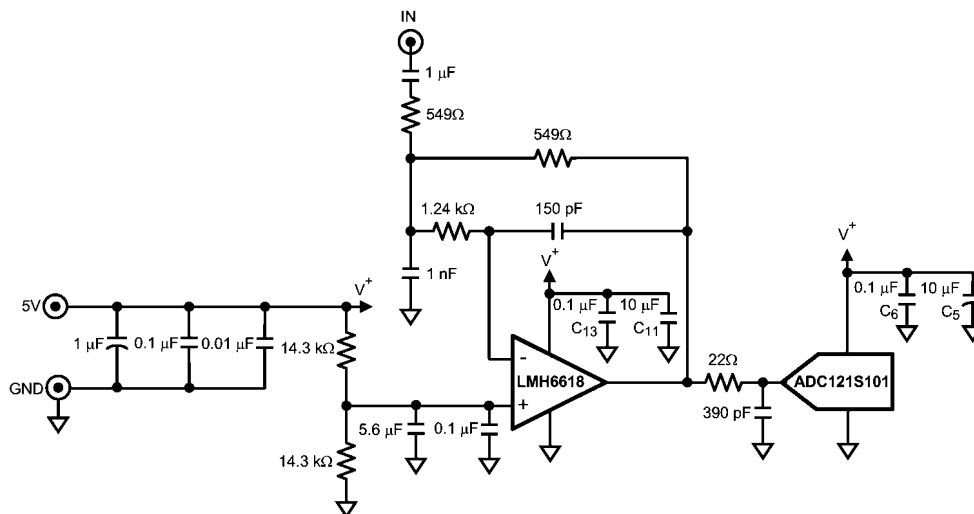 IN
1 µF
549Ω
549Ω
1.24 kΩ
150 pF
1 nF
V+
V+
V+
5V
0.1 µF
C13
10 µF
C11
0.1 µF
C6
10 µF
C5
1 µF
0.1 µF
0.01 µF
14.3 kΩ
GND
-
LMH6618
+
22Ω
ADC121S101
390 pF
5.6 µF
0.1 µF
14.3 kΩ